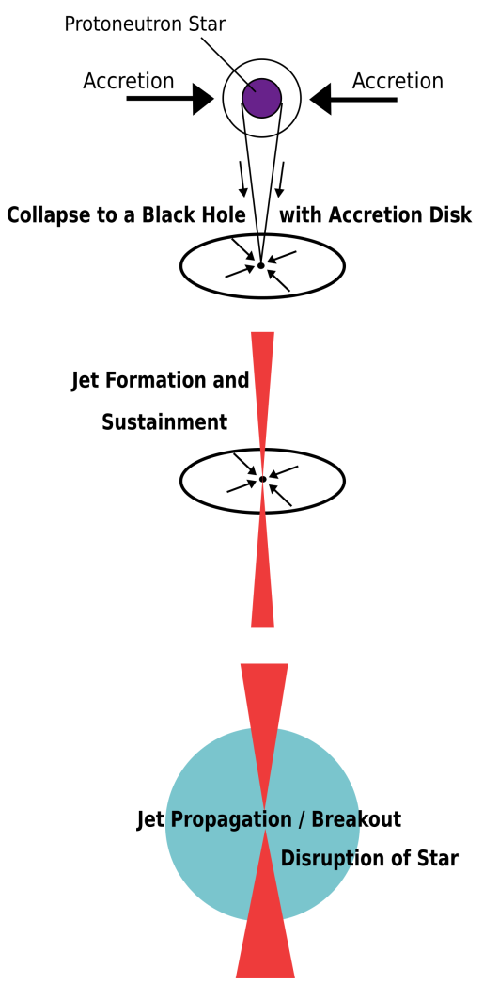 Protoneutron Star
Accretion
Accretion
Collapse to a Black Hole with Accretion Disk
Jet Formation and
Sustainment
Jet Propagation / Breakout
Disruption of Star